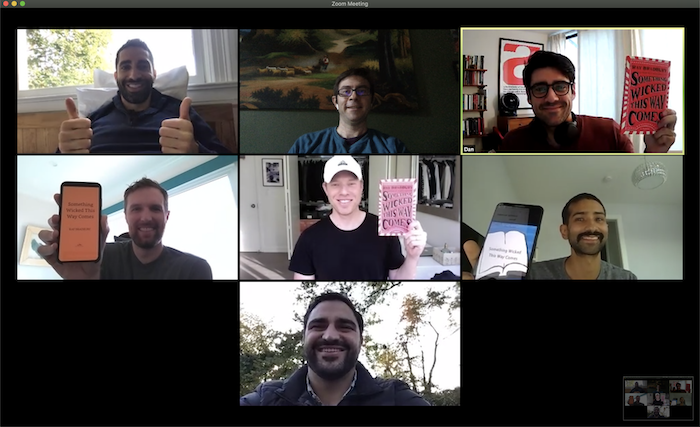 Zoom Meeting
a
SOMETHING
WICKED
THIS WAY
COMES
Dan
Something
Wicked This
Way Comes
SOMETHING
WICKED
THIS WAY
COMES
Something
Wicked This
Way Comes